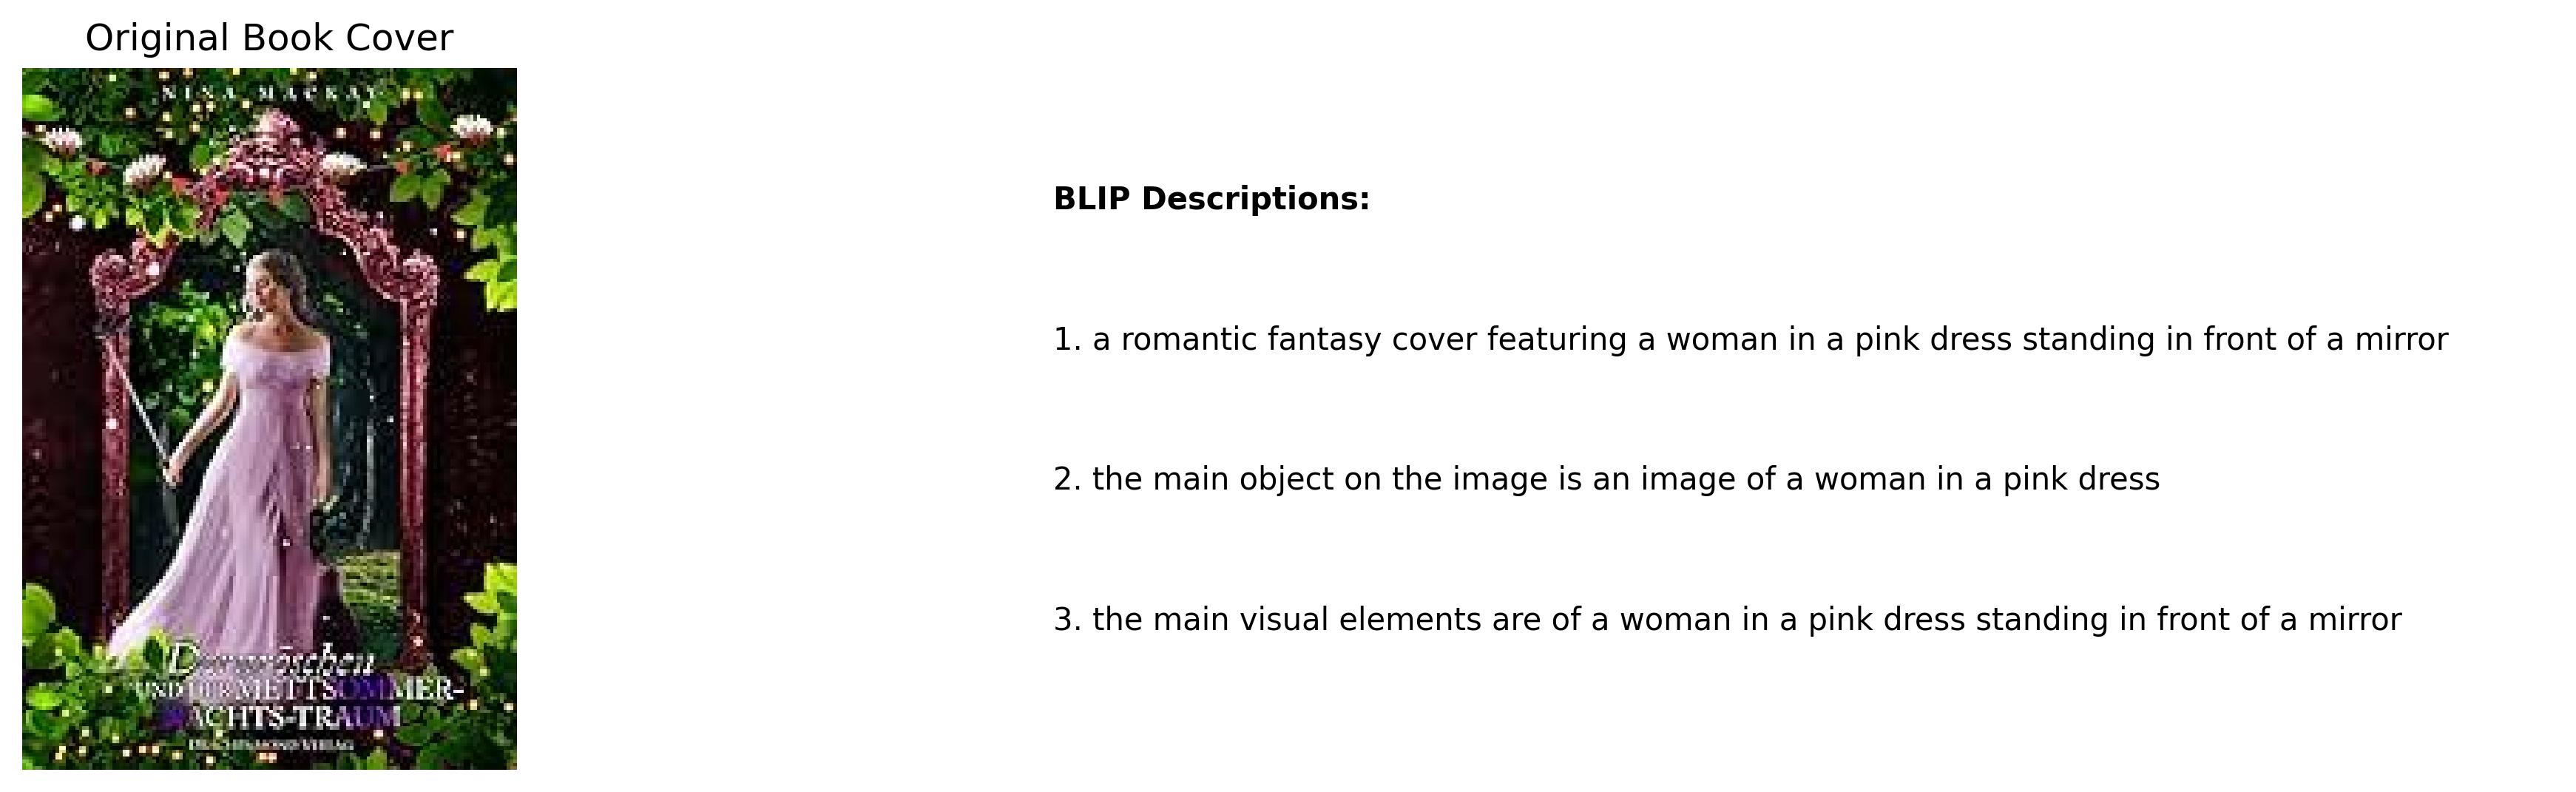 Original Book Cover
NINA MACKAY
Dornröschen
UND DER METTSOMMER-
NACHTS-TRAUM
DRACHENMOND VERLAG
BLIP Descriptions:
1. a romantic fantasy cover featuring a woman in a pink dress standing in front of a mirror
2. the main object on the image is an image of a woman in a pink dress
3. the main visual elements are of a woman in a pink dress standing in front of a mirror